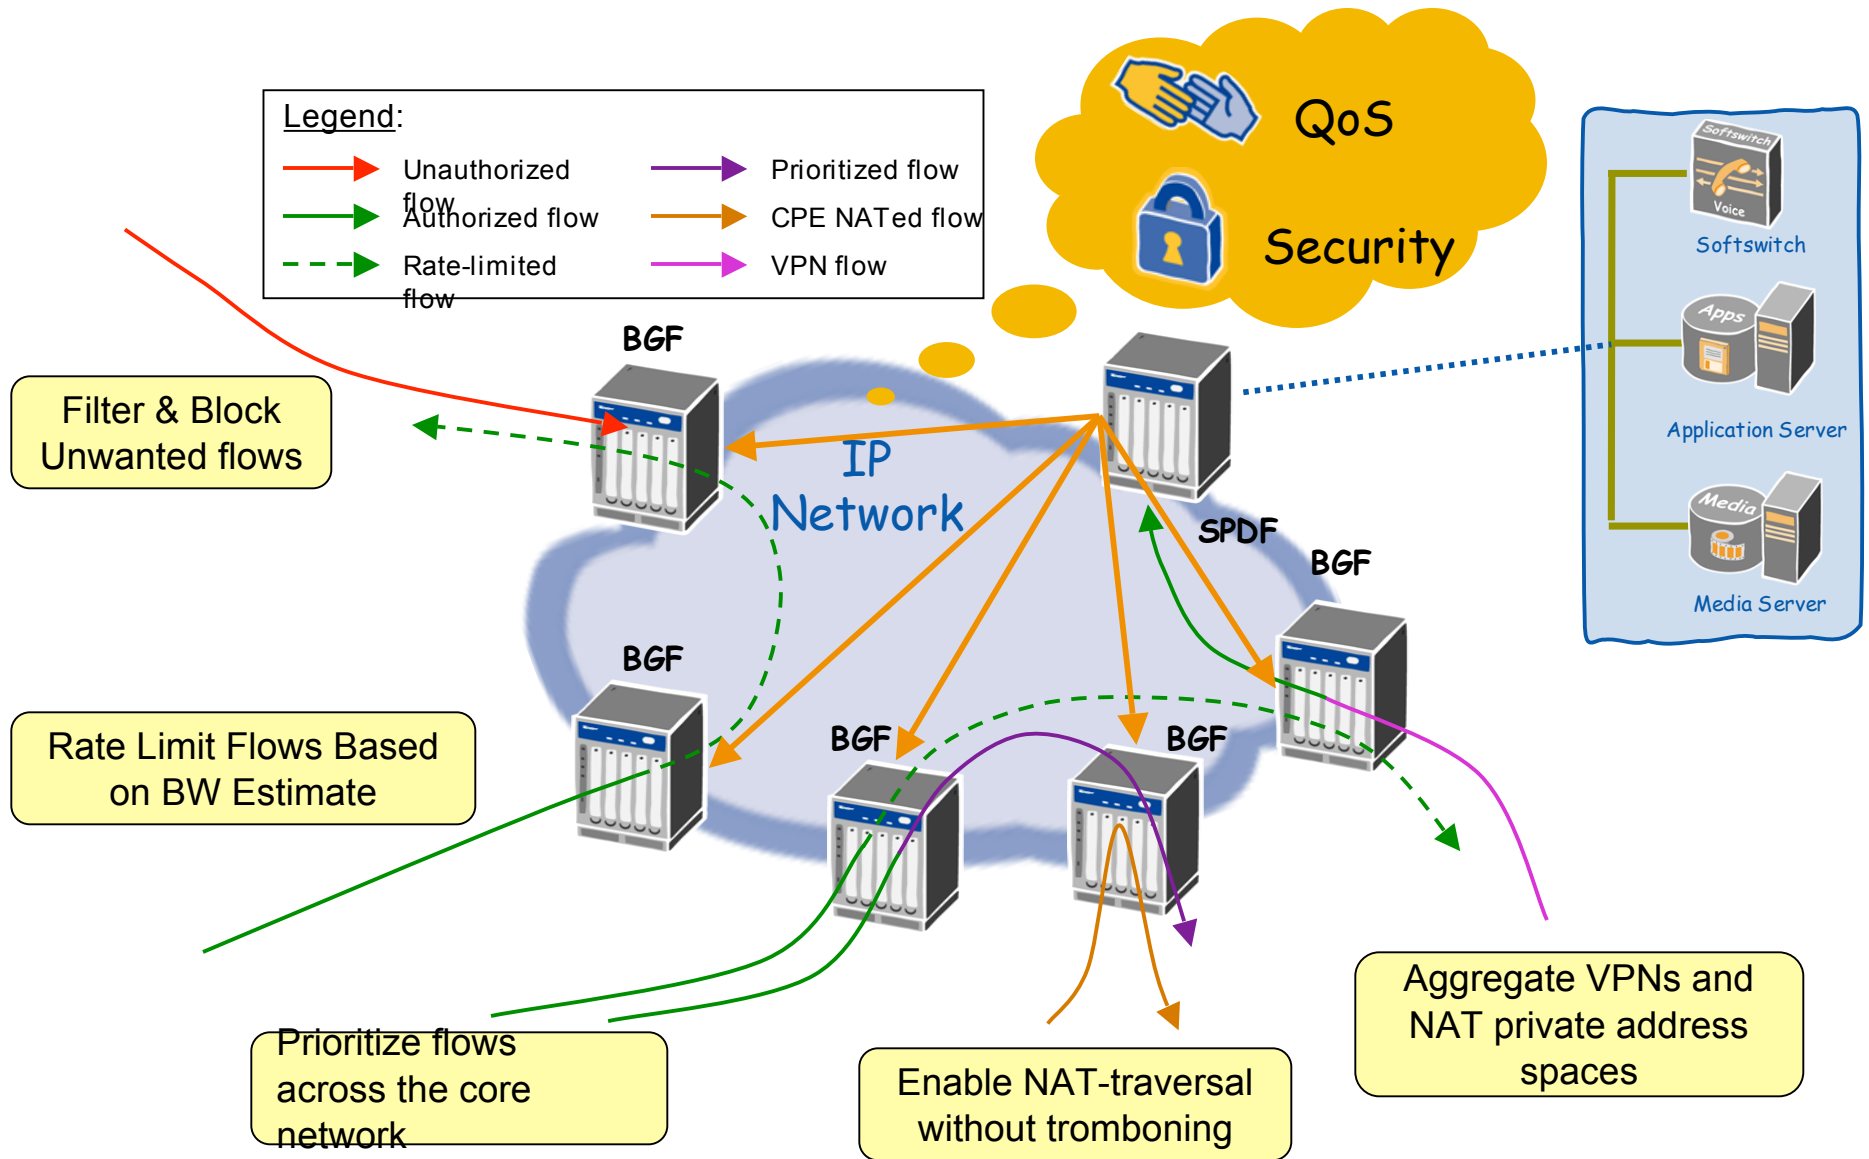 Legend:
Unauthorized
flow
Authorized flow
Rate-limited
flow
Prioritized flow
CPE NATed flow
VPN flow
QoS
Security
Softswitch
Voice
Softswitch
Apps
Application Server
Media
Media Server
BGF
Filter & Block
Unwanted flows
IP
Network
SPDF
BGF
BGF
Rate Limit Flows Based
on BW Estimate
BGF
BGF
Prioritize flows
across the core
network
Enable NAT-traversal
without tromboning
Aggregate VPNs and
NAT private address
spaces